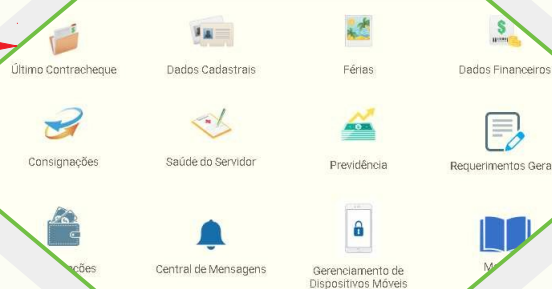 Último Contracheque
Dados Cadastrais
Férias
Dados Financeiros
Consignações
Saúde do Servidor
Previdência
Requerimentos
Central de Mensagens
Gerenciamento de
Dispositivos Móveis